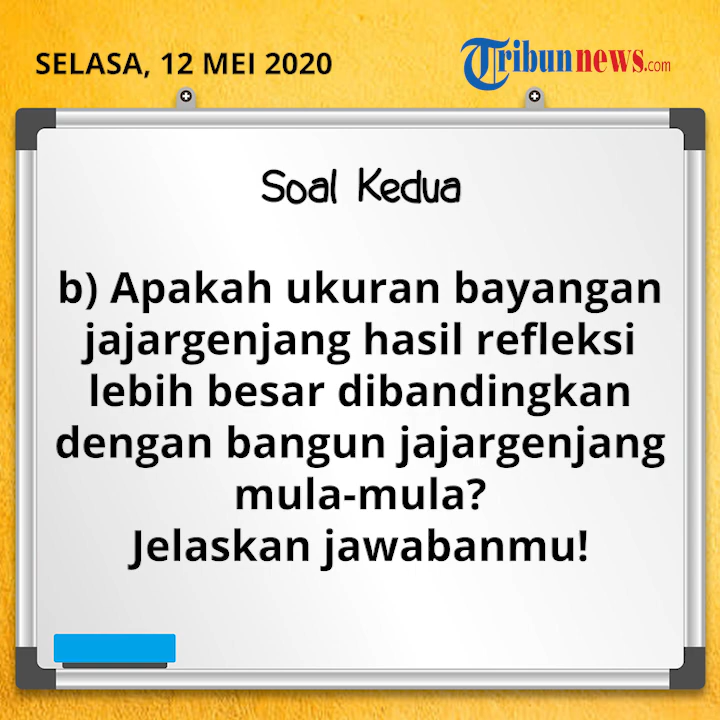 SELASA, 12 MEI 2020
Tribunnews.com
Soal Kedua
b) Apakah ukuran bayangan
jajargenjang hasil refleksi
lebih besar dibandingkan
dengan bangun jajargenjang
mula-mula?
Jelaskan jawabanmu!